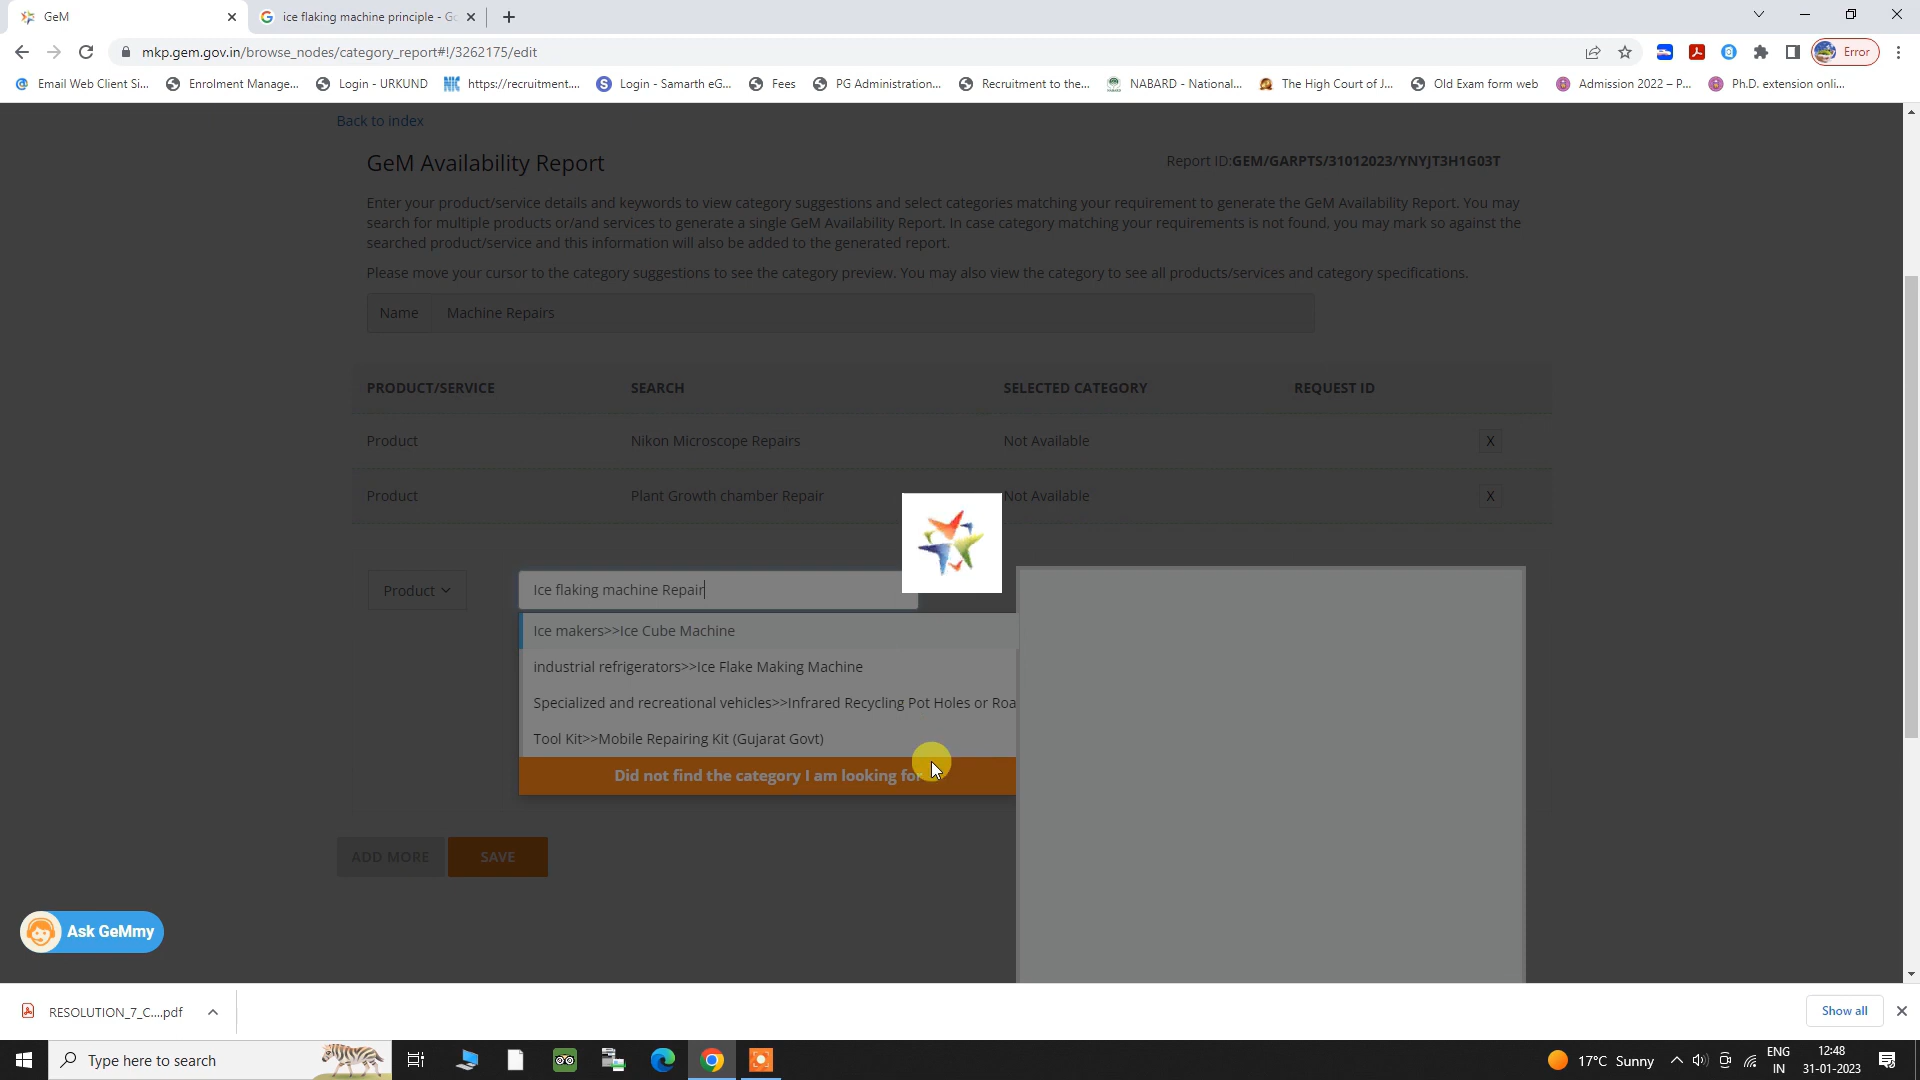 GeM
ice flaking machine principle - Go
mkp.gem.gov.in/browse_nodes/category_report#!/3262175/edit
Error
Email Web Client Si...
Enrolment Manage...
Login - URKUND
https://recruitment....
Login - Samarth eG...
Fees
PG Administration...
Recruitment to the...
NABARD - National...
The High Court of J...
Old Exam form web
Admission 2022 – P...
Ph.D. extension onli...
Back to index
GeM Availability Report
Report ID:GEM/GARPTS/31012023/YNYJT3H1G03T
Enter your product/service details and keywords to view category suggestions and select categories matching your requirement to generate the GeM Availability Report. You may
search for multiple products or/and services to generate a single GeM Availability Report. In case category matching your requirements is not found, you may mark so against the
searched product/service and this information will also be added to the generated report.
Please move your cursor to the category suggestions to see the category preview. You may also view the category to see all products/services and category specifications.
Name Machine Repairs
PRODUCT/SERVICE SEARCH SELECTED CATEGORY REQUEST ID
Product Nikon Microscope Repairs Not Available X
Product Plant Growth chamber Repair Not Available X
Product Ice flaking machine Repair
Ice makers>>Ice Cube Machine
industrial refrigerators>>Ice Flake Making Machine
Specialized and recreational vehicles>>Infrared Recycling Pot Holes or Roa
Tool Kit>>Mobile Repairing Kit (Gujarat Govt)
Did not find the category I am looking for
ADD MORE SAVE
Ask GeMmy
RESOLUTION_7_C....pdf
Show all
Type here to search
17°C Sunny
ENG
IN
12:48
31-01-2023